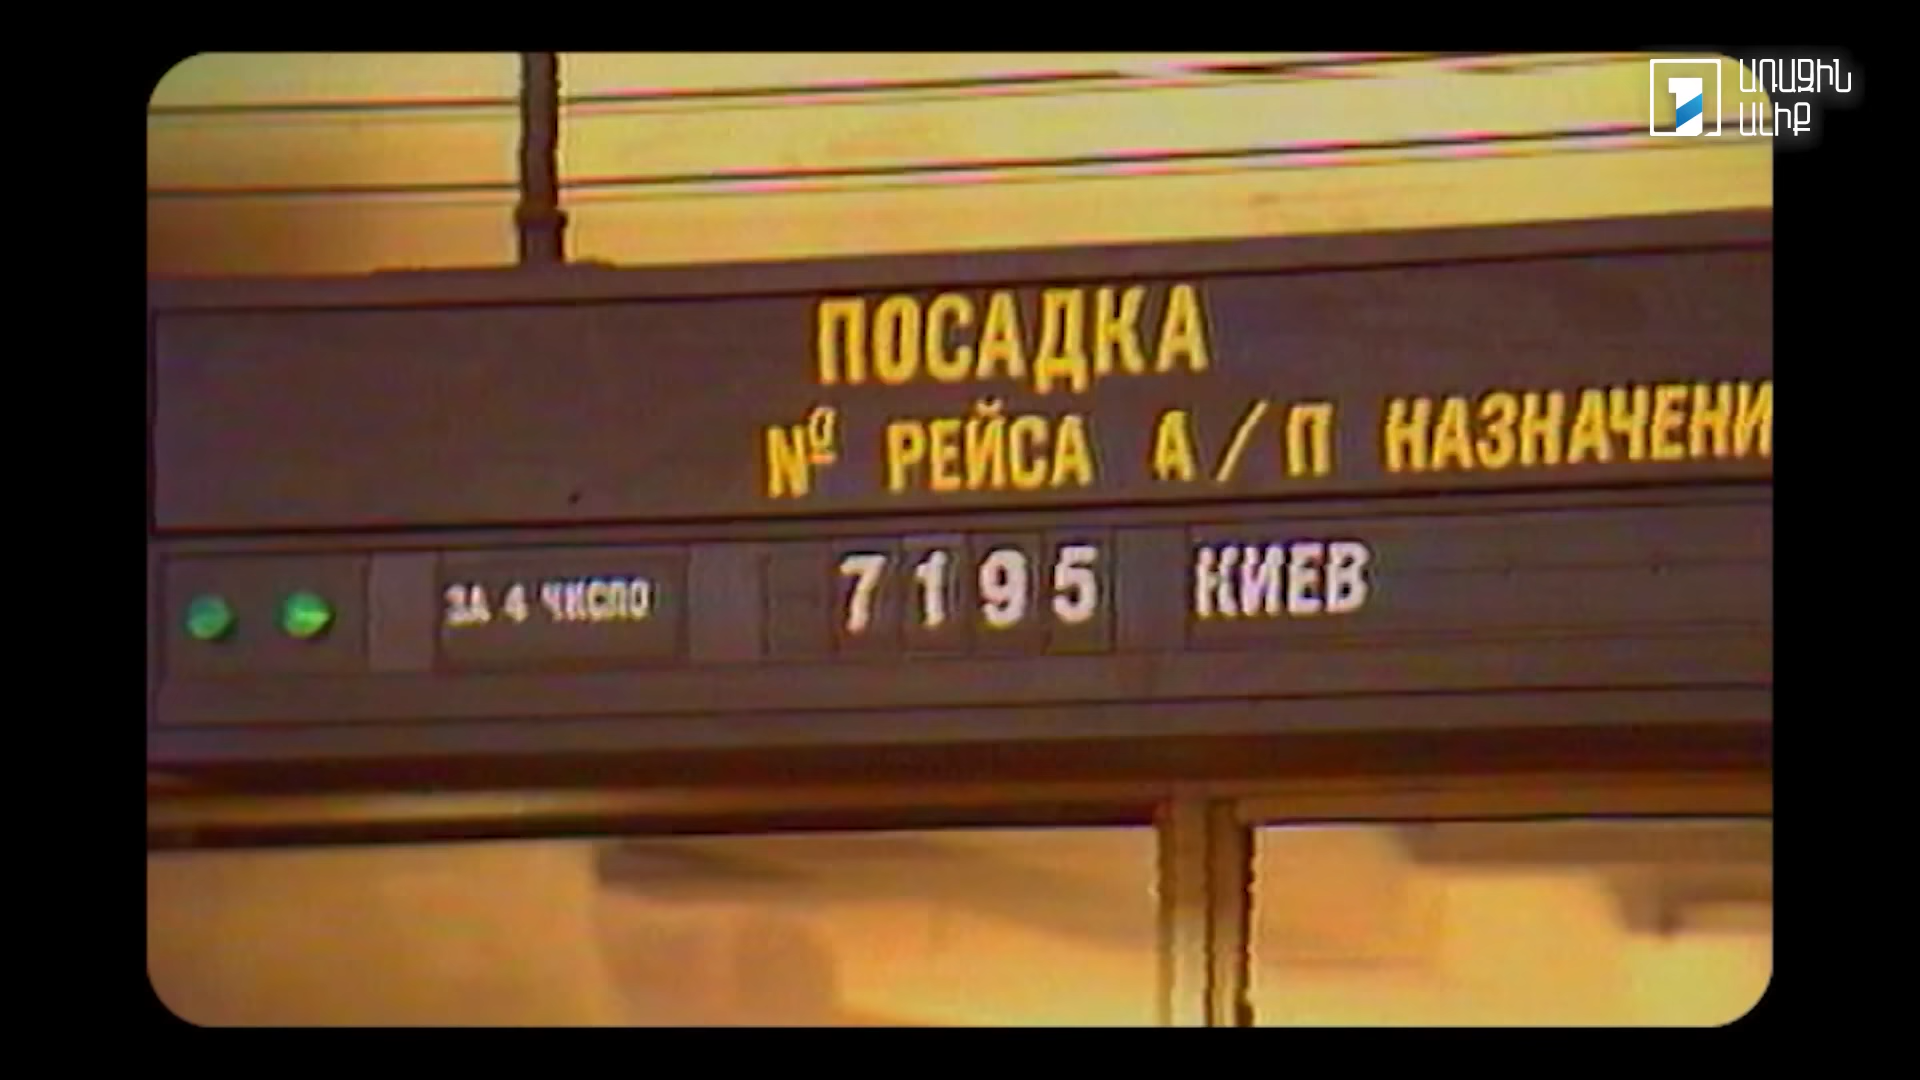 ԱՌԱՋԻՆ
ԱԼԻՔ
ПОСАДКА
№ РЕЙСА А/П НАЗНАЧЕНИ
ЗА 4 ЧИСЛО 7195 КИЕВ